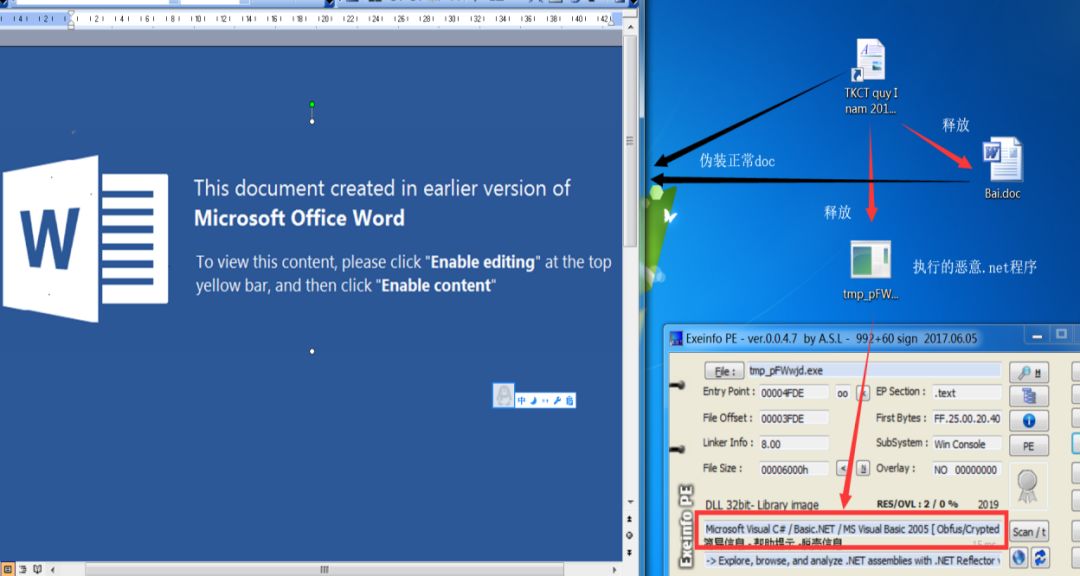 This document created in earlier version of
Microsoft Office Word
To view this content, please click "Enable editing" at the top
yellow bar, and then click "Enable content"
W
中
TKCT quy I
nam 201...
释放
伪装正常doc
Bai.doc
释放
执行的恶意.net程序
tmp_pFW...
Exeinfo PE - ver.0.0.4.7 by A.S.L - 992+60 sign 2017.06.05
File : tmp_pFWwjd.exe
Entry Point : 00004FDE oo EP Section : .text
File Offset : 00003FDE First Bytes : FF.25.00.20.40
Linker Info : 8.00 SubSystem : Win Console PE
File Size : 00006000h < N Overlay : NO 00000000
Exeinfo PE
DLL 32bit- Library image RES/OVL : 2 / 0 % 2019
Microsoft Visual C# / Basic.NET / MS Visual Basic 2005 [ Obfus/Crypted Scan / t
-> Explore, browse, and analyze .NET assemblies with .NET Reflector